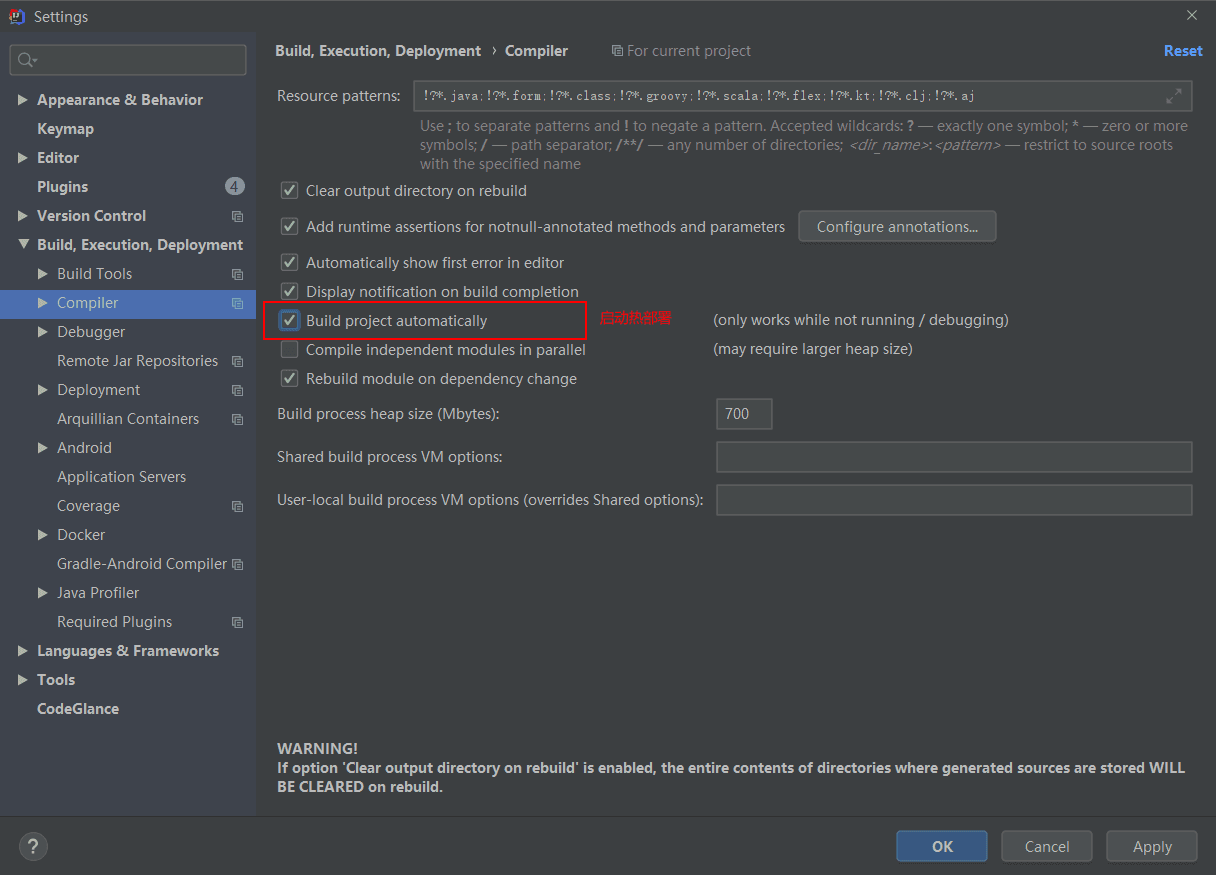 Settings
Appearance & Behavior
Keymap
Editor
Plugins
4
Version Control
Build, Execution, Deployment
Build Tools
Compiler
Debugger
Remote Jar Repositories
Deployment
Arquillian Containers
Android
Application Servers
Coverage
Docker
Gradle-Android Compiler
Java Profiler
Required Plugins
Languages & Frameworks
Tools
CodeGlance
Build, Execution, Deployment › Compiler
For current project
Reset
Resource patterns:
!?*.java;!?*.form;!?*.class;!?*.groovy;!?*.scala;!?*.flex;!?*.kt;!?*.clj;!?*.aj
Use ; to separate patterns and ! to negate a pattern. Accepted wildcards: ? — exactly one symbol; * — zero or more
symbols; / — path separator; /**/ — any number of directories; <dir_name>:<pattern> — restrict to source roots
with the specified name
Clear output directory on rebuild
Add runtime assertions for notnull-annotated methods and parameters
Configure annotations...
Automatically show first error in editor
Display notification on build completion
Build project automatically
启动热部署
(only works while not running / debugging)
Compile independent modules in parallel
(may require larger heap size)
Rebuild module on dependency change
Build process heap size (Mbytes):
700
Shared build process VM options:
User-local build process VM options (overrides Shared options):
WARNING!
If option 'Clear output directory on rebuild' is enabled, the entire contents of directories where generated sources are stored WILL
BE CLEARED on rebuild.
?
OK
Cancel
Apply